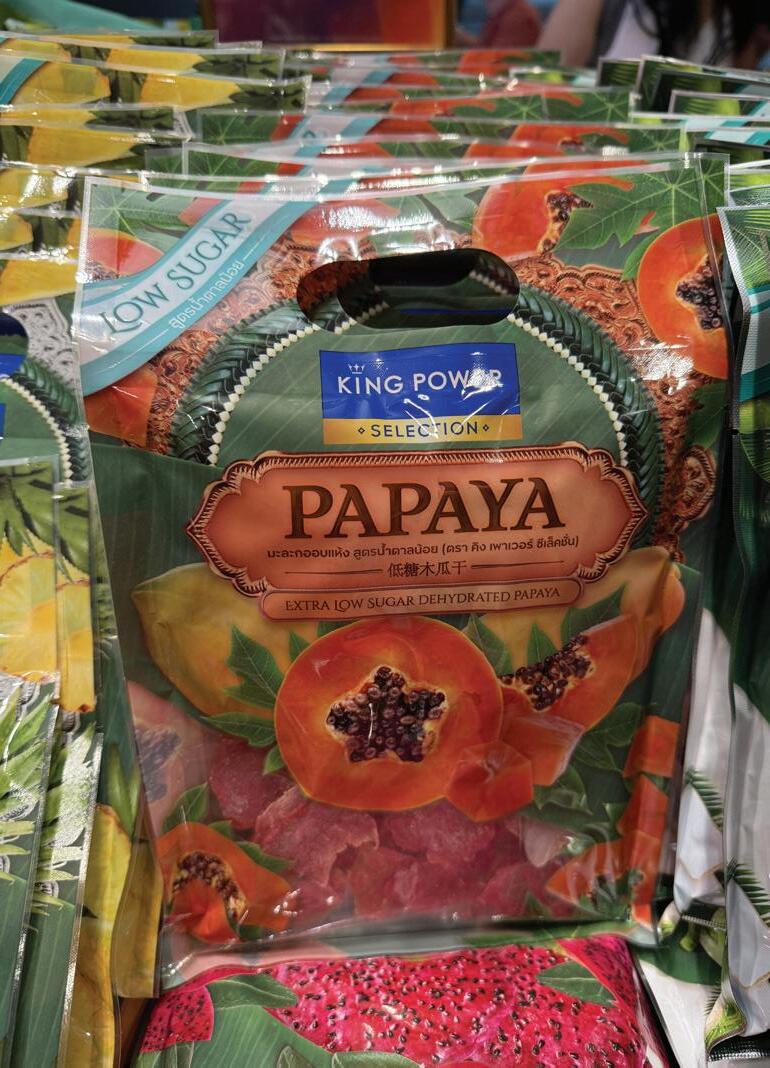 LOW SUGAR
สูตรน้ำตาลน้อย
KING POWER
SELECTION
PAPAYA
มะละกออบแห้ง สูตรน้ำตาลน้อย (ตรา คิง เพาเวอร์ ซีเล็คชั่น)
低糖木瓜干
EXTRA LOW SUGAR DEHYDRATED PAPAYA